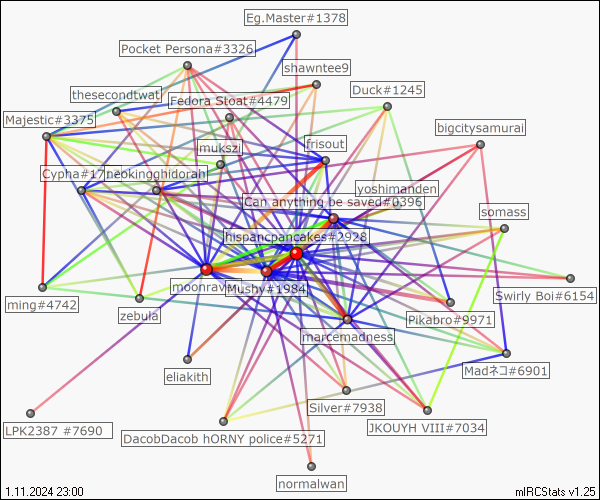 Eg.Master#1378
Pocket Persona#3326
shawntee9
Duck#1245
thesecondtwat
Fedora Stoat#4479
Majestic#3375
bigcitysamurai
mukszi
frisout
Cypha#17
pookingghidorah
yoshimanden
Can anything be saved#0396
somass
hispancpancakes#2928
moonrav
Mushy#1984
Swirly Boi#6154
ming#4742
zebula
Pikabro#9971
marcemadness
eliakith
Madネコ#6901
Silver#7938
LPK2387 #7690
JKOUYH VIII#7034
DacobDacob hORNY police#5271
normalwan
1.11.2024 23:00
mIRCStats v1.25